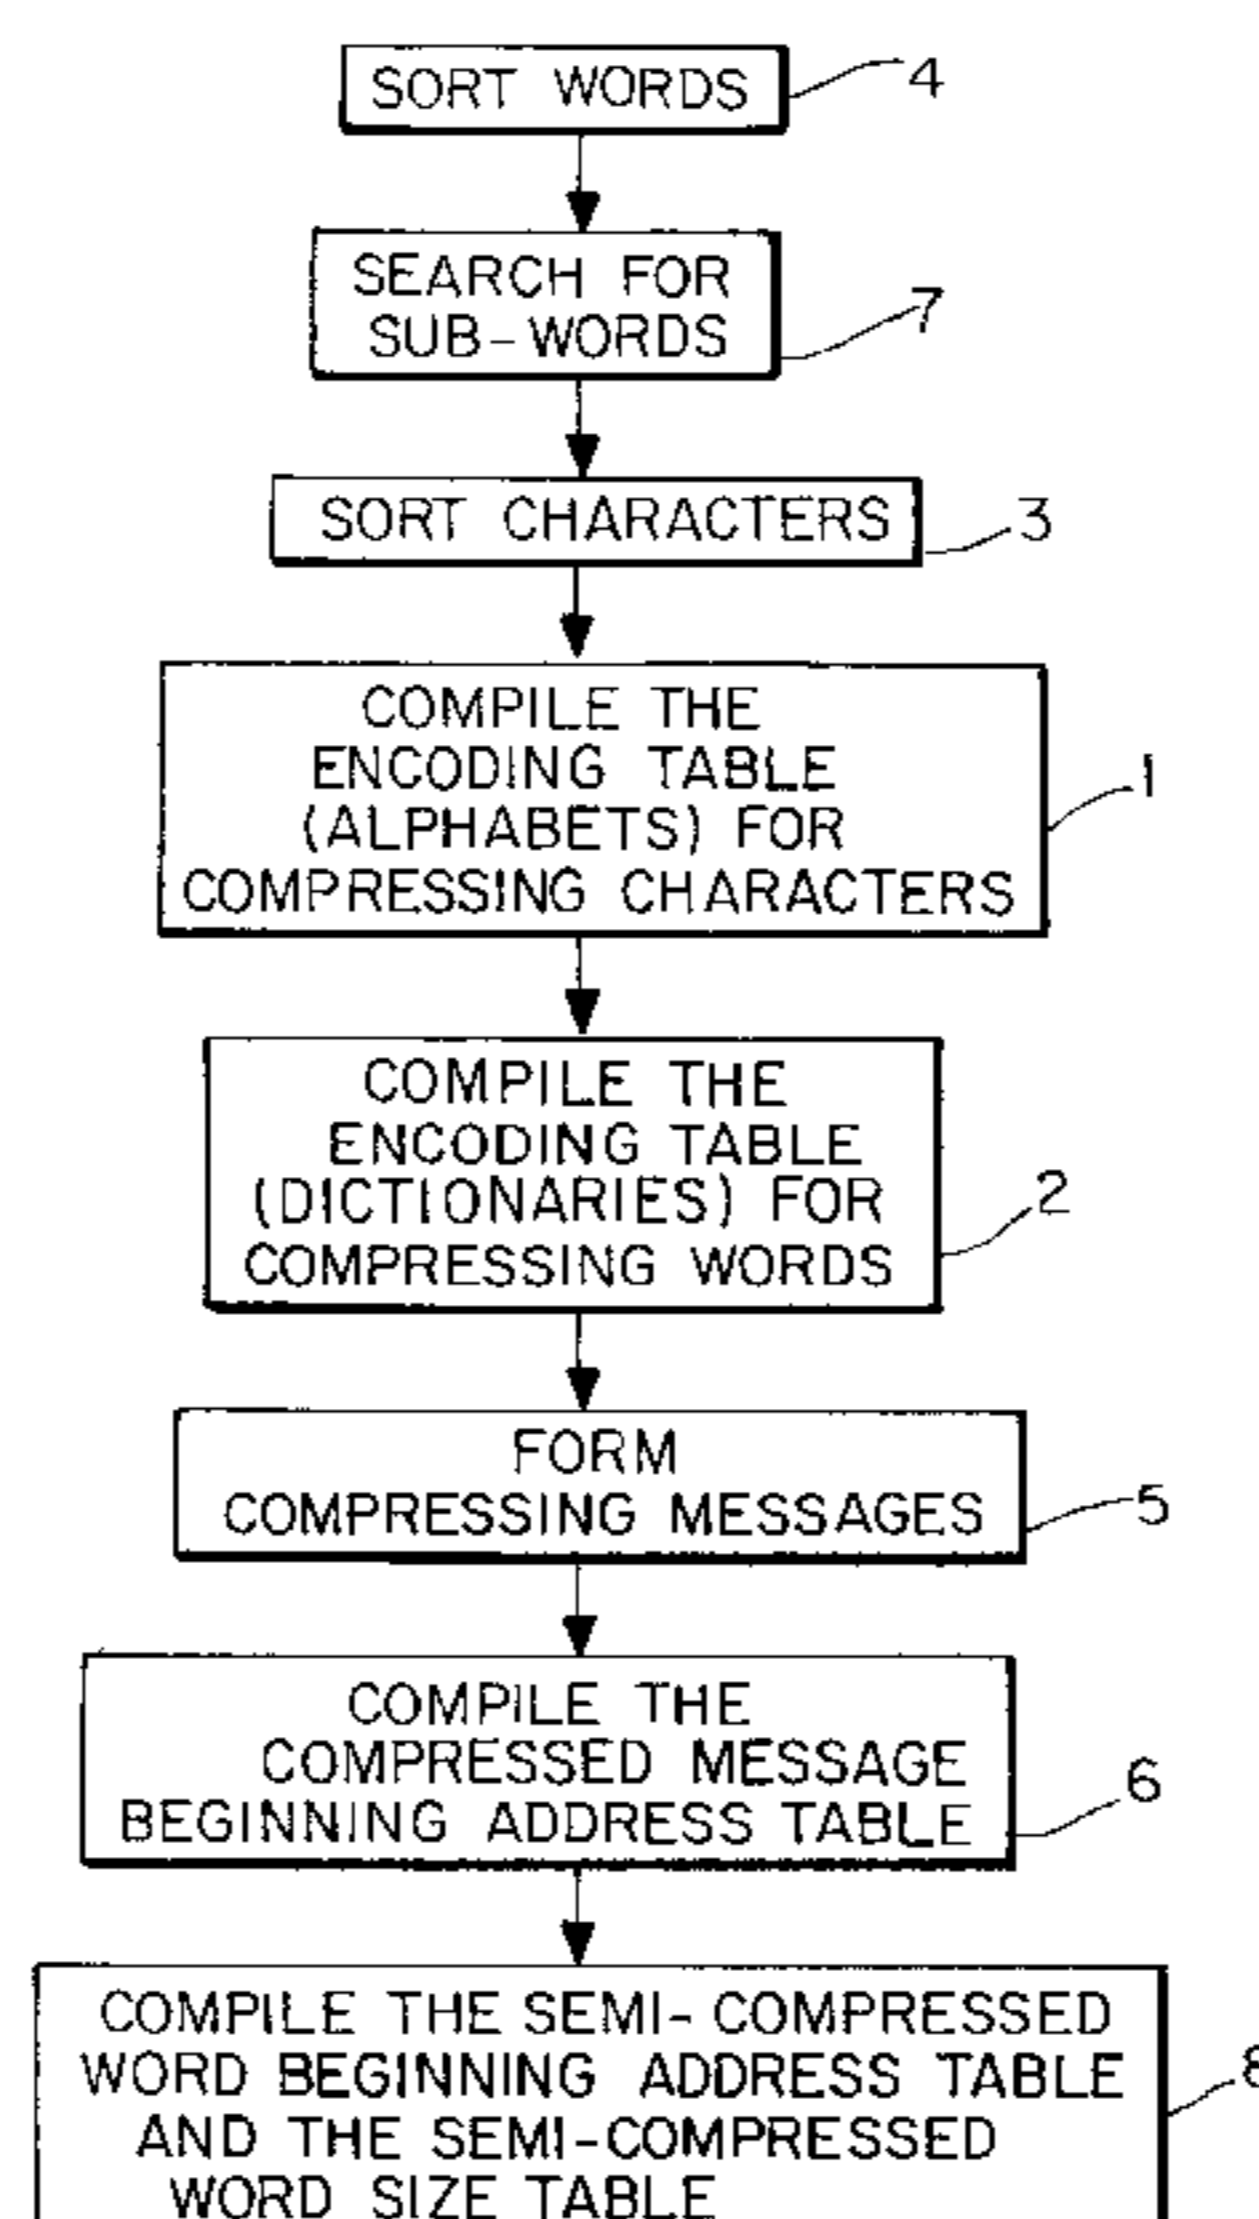 SORT WORDS
4
SEARCH FOR
SUB-WORDS
7
SORT CHARACTERS
3
COMPILE THE
ENCODING TABLE
(ALPHABETS) FOR
COMPRESSING CHARACTERS
1
COMPILE THE
ENCODING TABLE
(DICTIONARIES) FOR
COMPRESSING WORDS
2
FORM
COMPRESSING MESSAGES
5
COMPILE THE
COMPRESSED MESSAGE
BEGINNING ADDRESS TABLE
6
COMPILE THE SEMI-COMPRESSED
WORD BEGINNING ADDRESS TABLE
AND THE SEMI-COMPRESSED
WORD SIZE TABLE
8